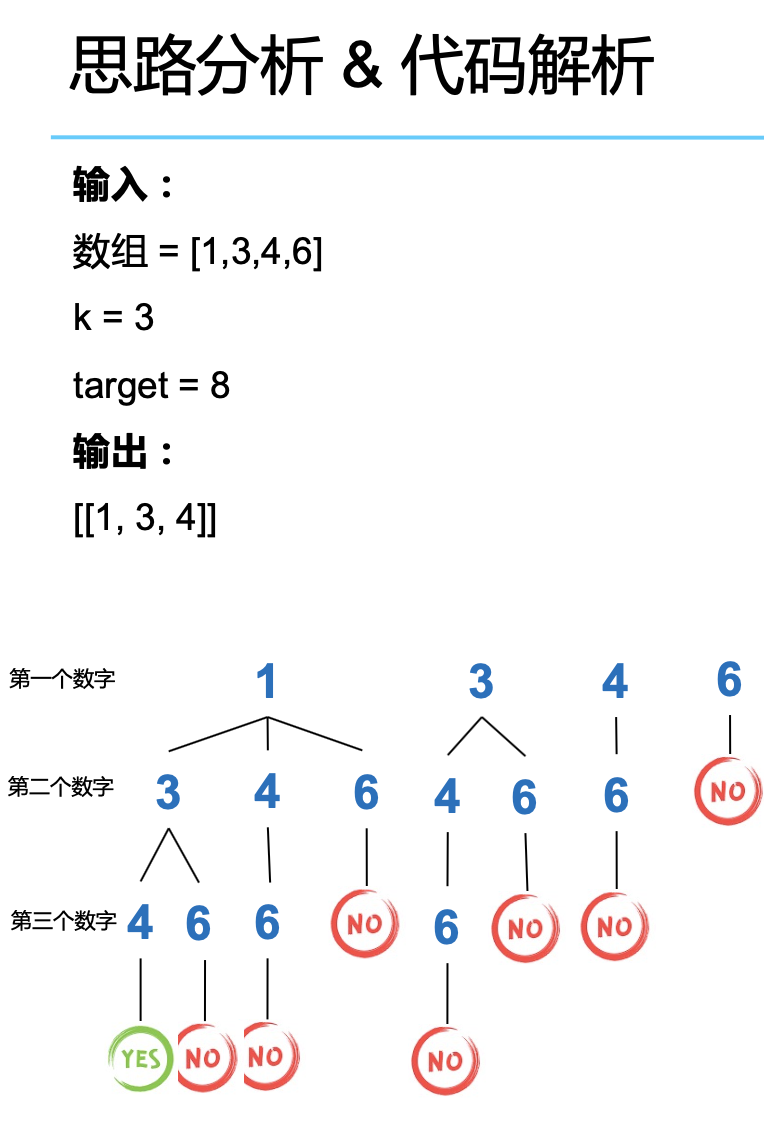 思路分析 & 代码解析
输入：
数组 = [1,3,4,6]
k = 3
target = 8
输出：
[[1, 3, 4]]
第一个数字 1 3 4 6
第二个数字 3 4 6 4 6 6 NO
第三个数字 4 6 6 NO 6 NO NO
YES NO NO NO